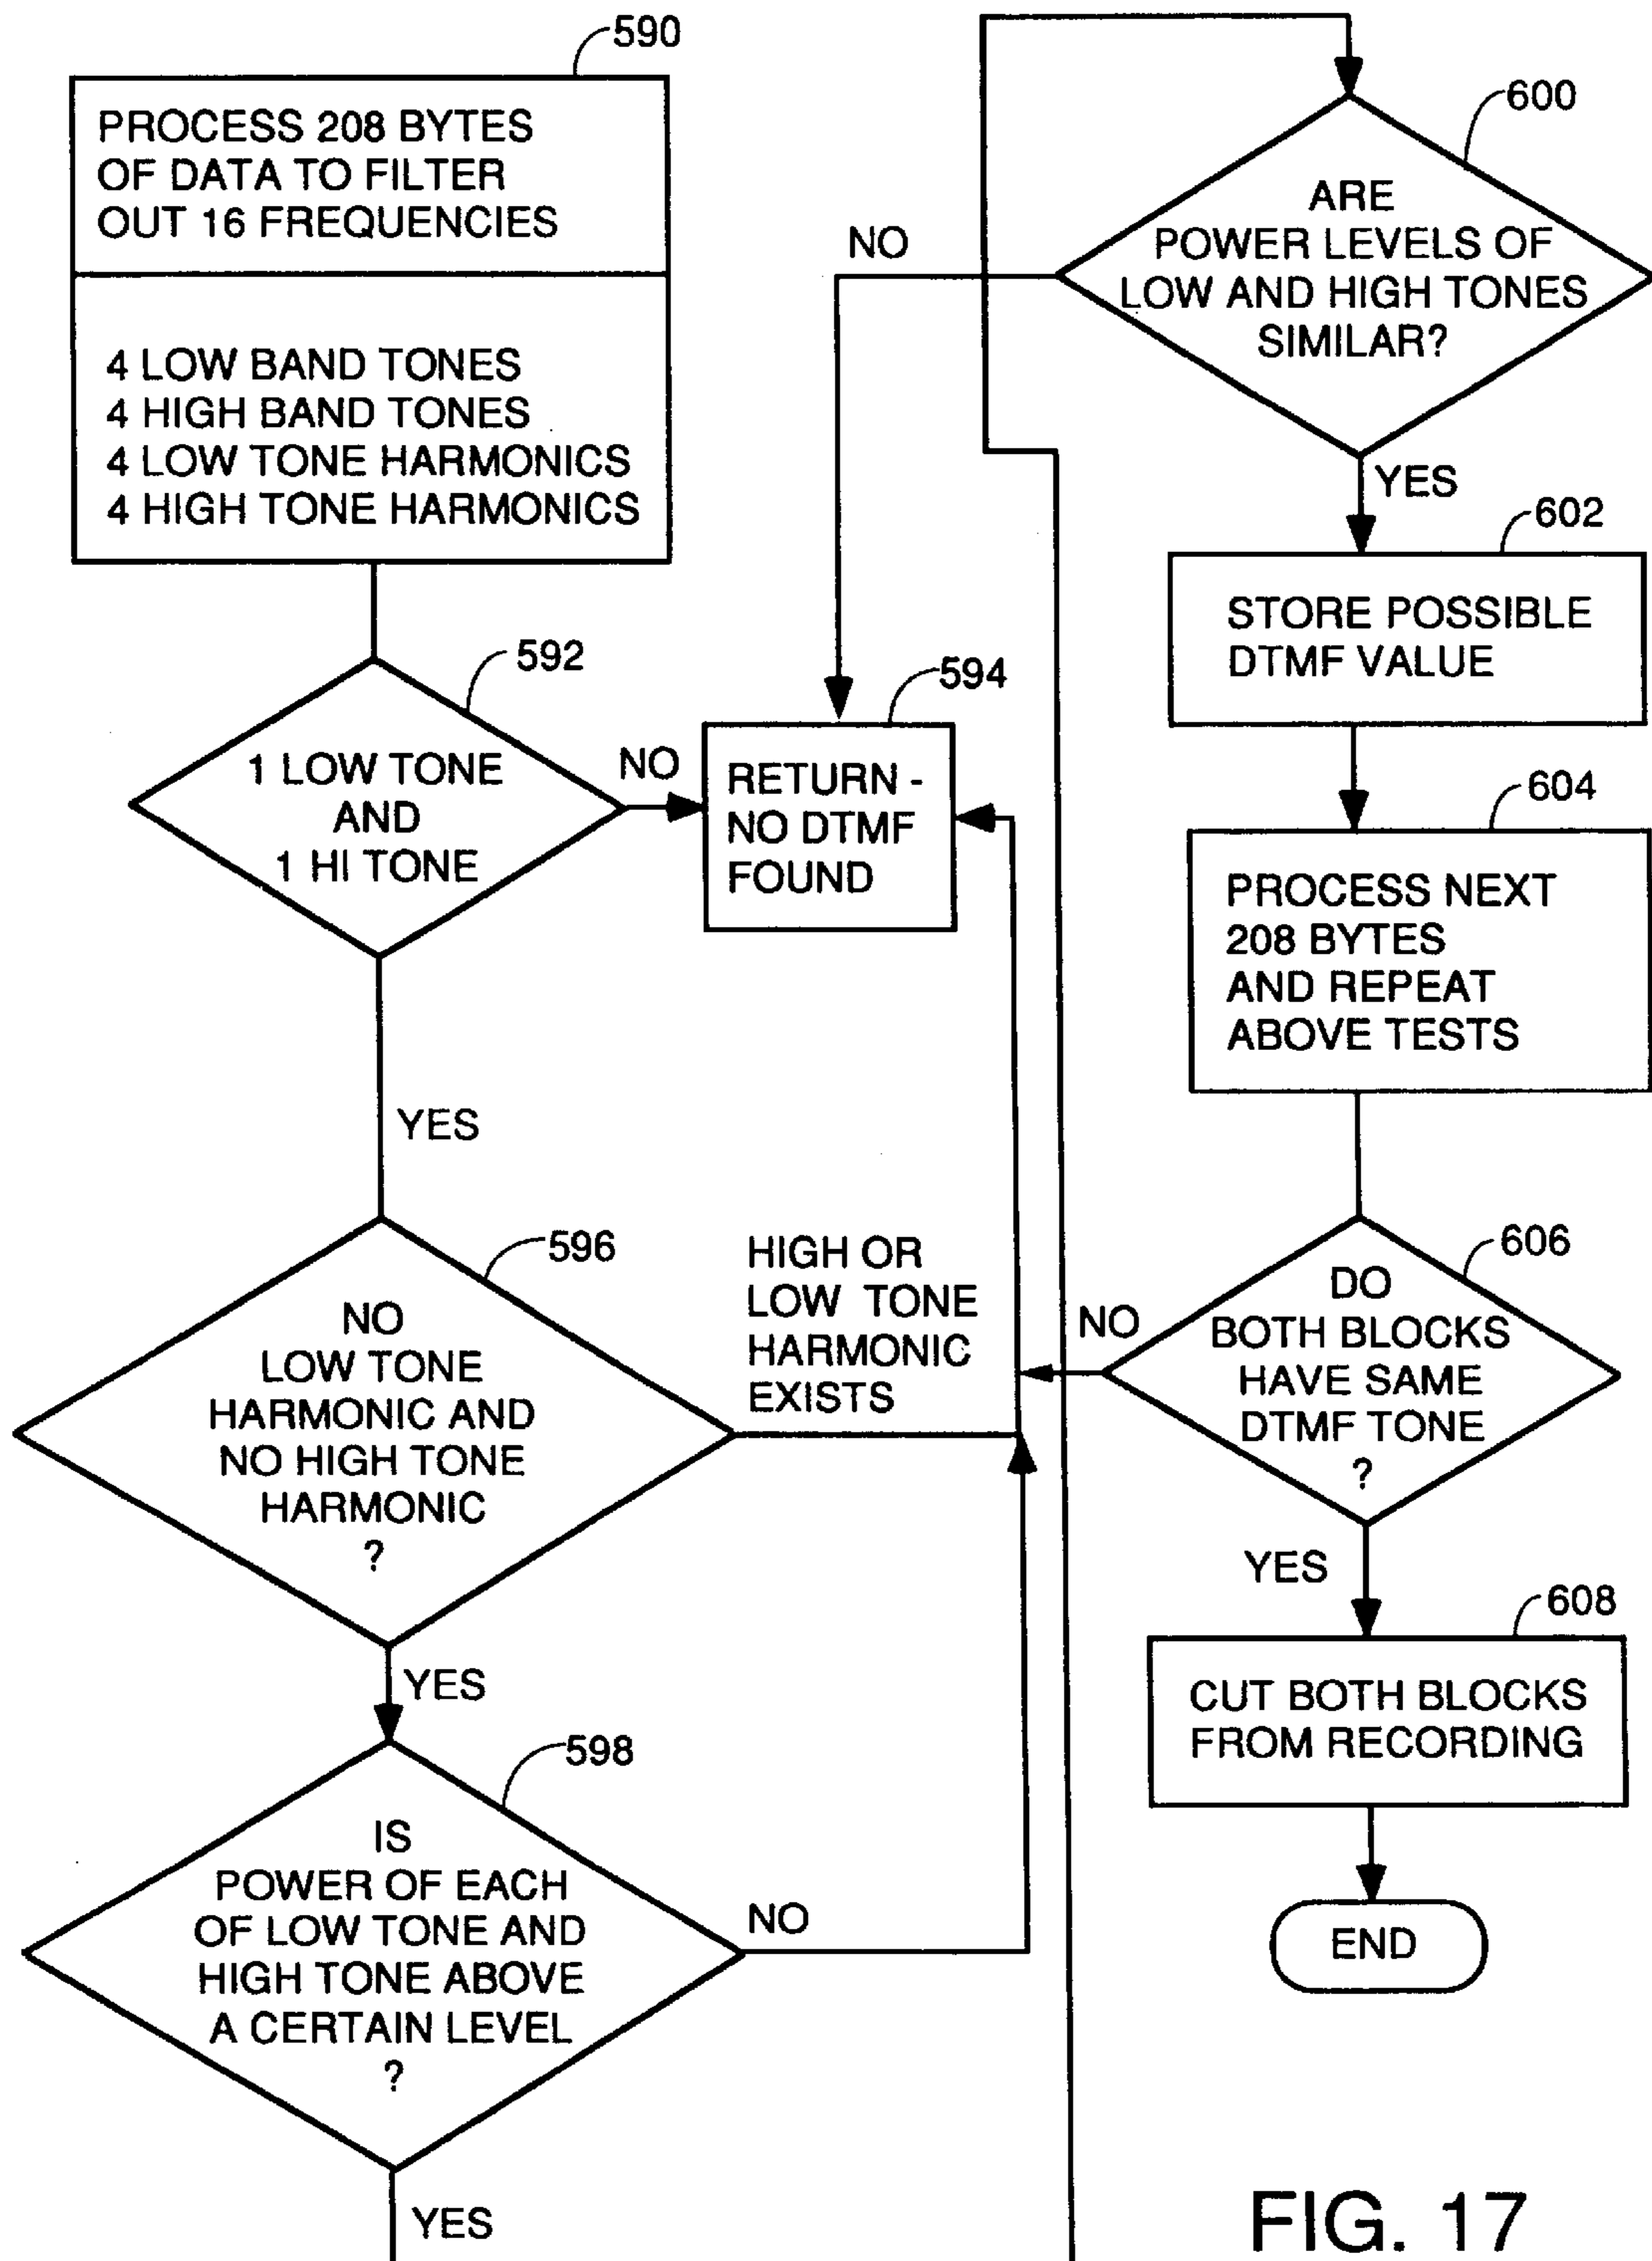 590
PROCESS 208 BYTES
OF DATA TO FILTER
OUT 16 FREQUENCIES
4 LOW BAND TONES
4 HIGH BAND TONES
4 LOW TONE HARMONICS
4 HIGH TONE HARMONICS
592
1 LOW TONE
AND
1 HI TONE
NO
594
RETURN -
NO DTMF
FOUND
YES
596
NO
LOW TONE
HARMONIC AND
NO HIGH TONE
HARMONIC
?
HIGH OR
LOW TONE
HARMONIC
EXISTS
YES
598
IS
POWER OF EACH
OF LOW TONE AND
HIGH TONE ABOVE
A CERTAIN LEVEL
?
NO
YES
600
ARE
POWER LEVELS OF
LOW AND HIGH TONES
SIMILAR?
NO
YES
602
STORE POSSIBLE
DTMF VALUE
604
PROCESS NEXT
208 BYTES
AND REPEAT
ABOVE TESTS
606
DO
BOTH BLOCKS
HAVE SAME
DTMF TONE
?
NO
YES
608
CUT BOTH BLOCKS
FROM RECORDING
END
FIG. 17